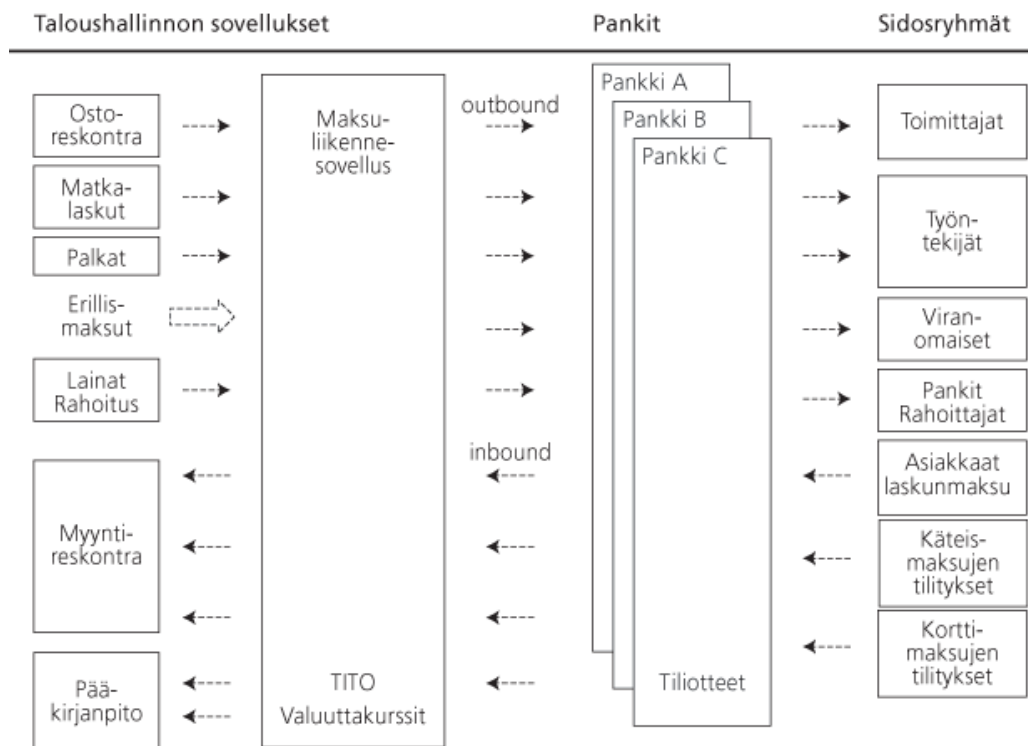 Taloushallinnon sovellukset
Pankit
Sidosryhmät
Osto-
reskontra
Matka-
laskut
Palkat
Erillis-
maksut
Lainat
Rahoitus
Myynti-
reskontra
Pää-
kirjanpito
Maksu-
liikenne-
sovellus
TITO
Valuuttakurssit
outbound
inbound
Pankki A
Pankki B
Pankki C
Tiliotteet
Toimittajat
Työn-
tekijät
Viran-
omaiset
Pankit
Rahoittajat
Asiakkaat
laskunmaksu
Käteis-
maksujen
tilitykset
Kortti-
maksujen
tilitykset